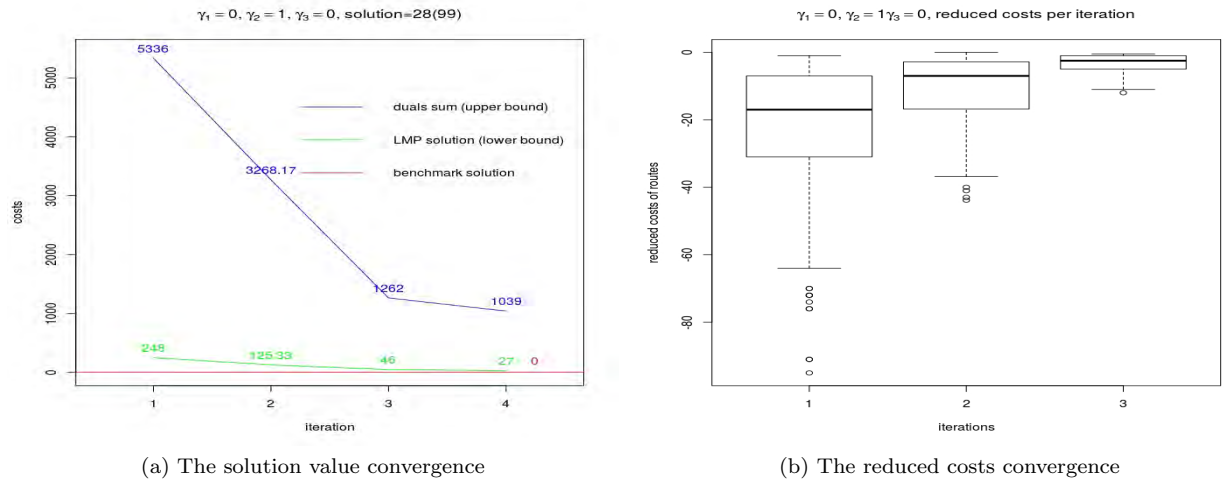 γ1 = 0, γ2 = 1, γ3 = 0, solution=28(99)
5336
duals sum (upper bound)
LMP solution (lower bound)
3268.17
benchmark solution
1262
1039
248
125.33
46
27
0
costs
0
1000
2000
3000
4000
5000
1
2
3
4
iteration
(a) The solution value convergence
γ1 = 0, γ2 = 1γ3 = 0, reduced costs per iteration
reduced costs of routes
0
-20
-40
-60
-80
1
2
3
iterations
(b) The reduced costs convergence